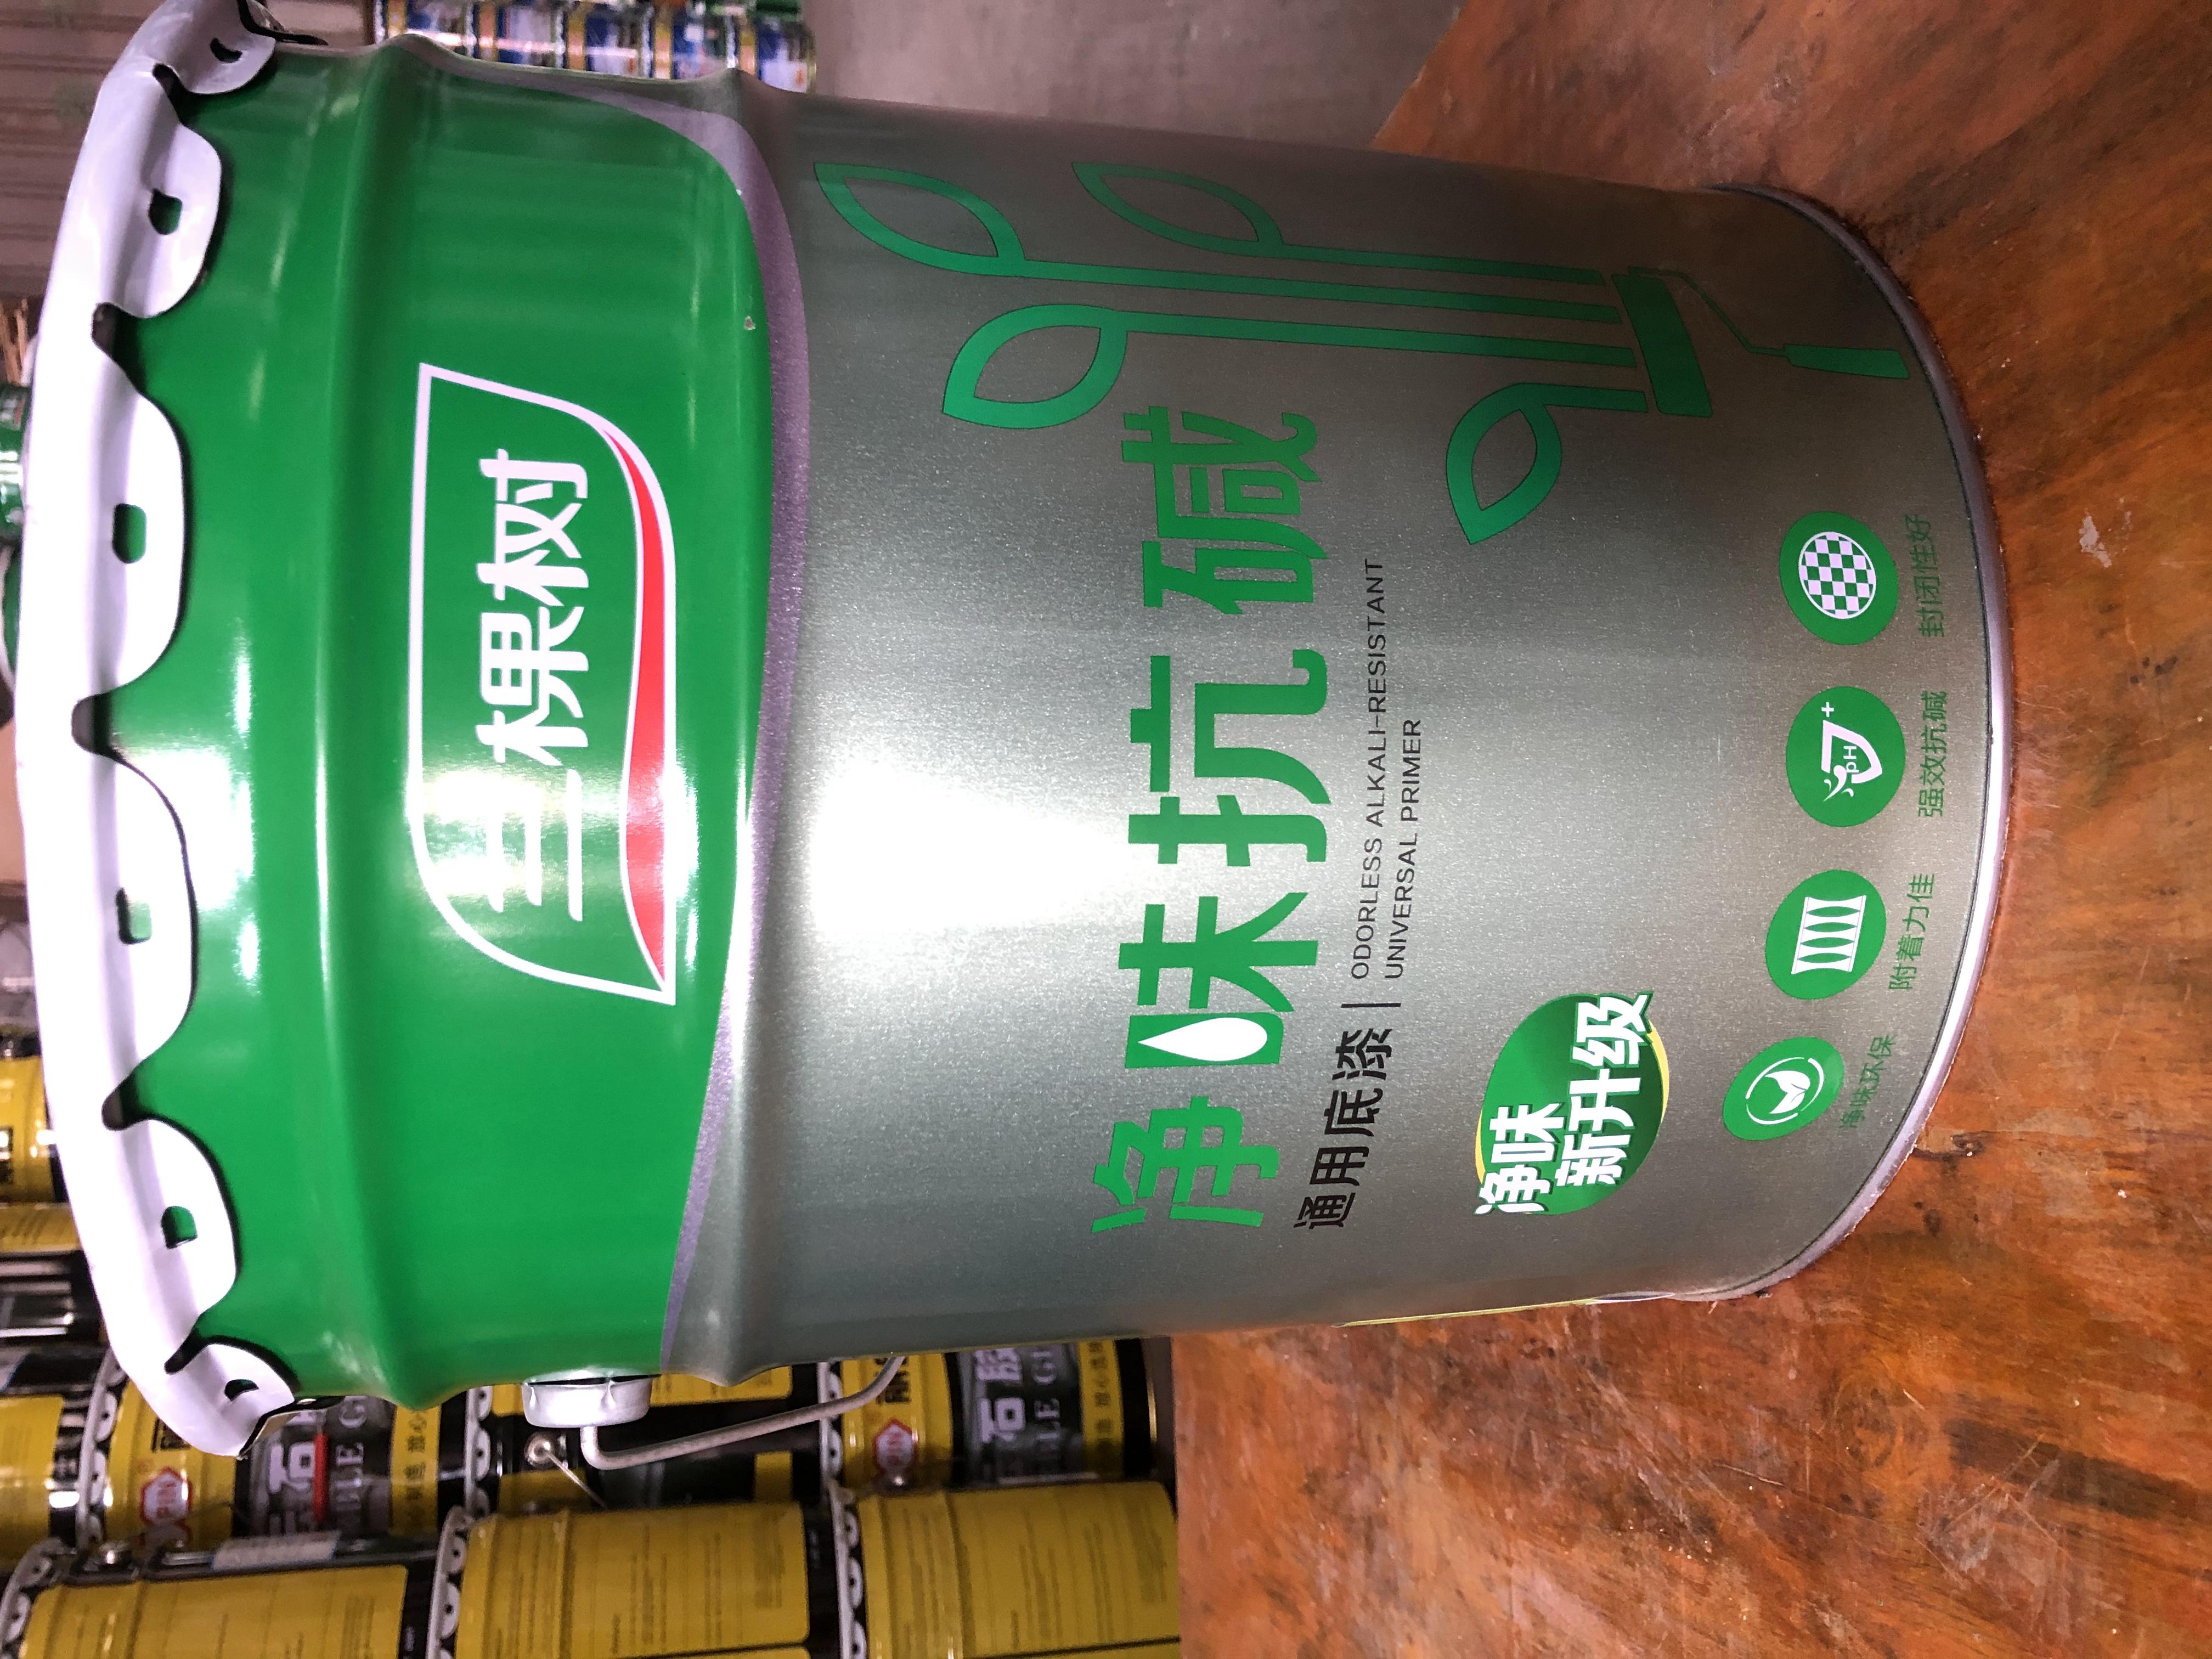 三棵树
净味抗碱
通用底漆
ODORLESS ALKALI-RESISTANT
UNIVERSAL PRIMER
净味
新升级
净味环保
附着力佳
强效抗碱
pH
封闭性好